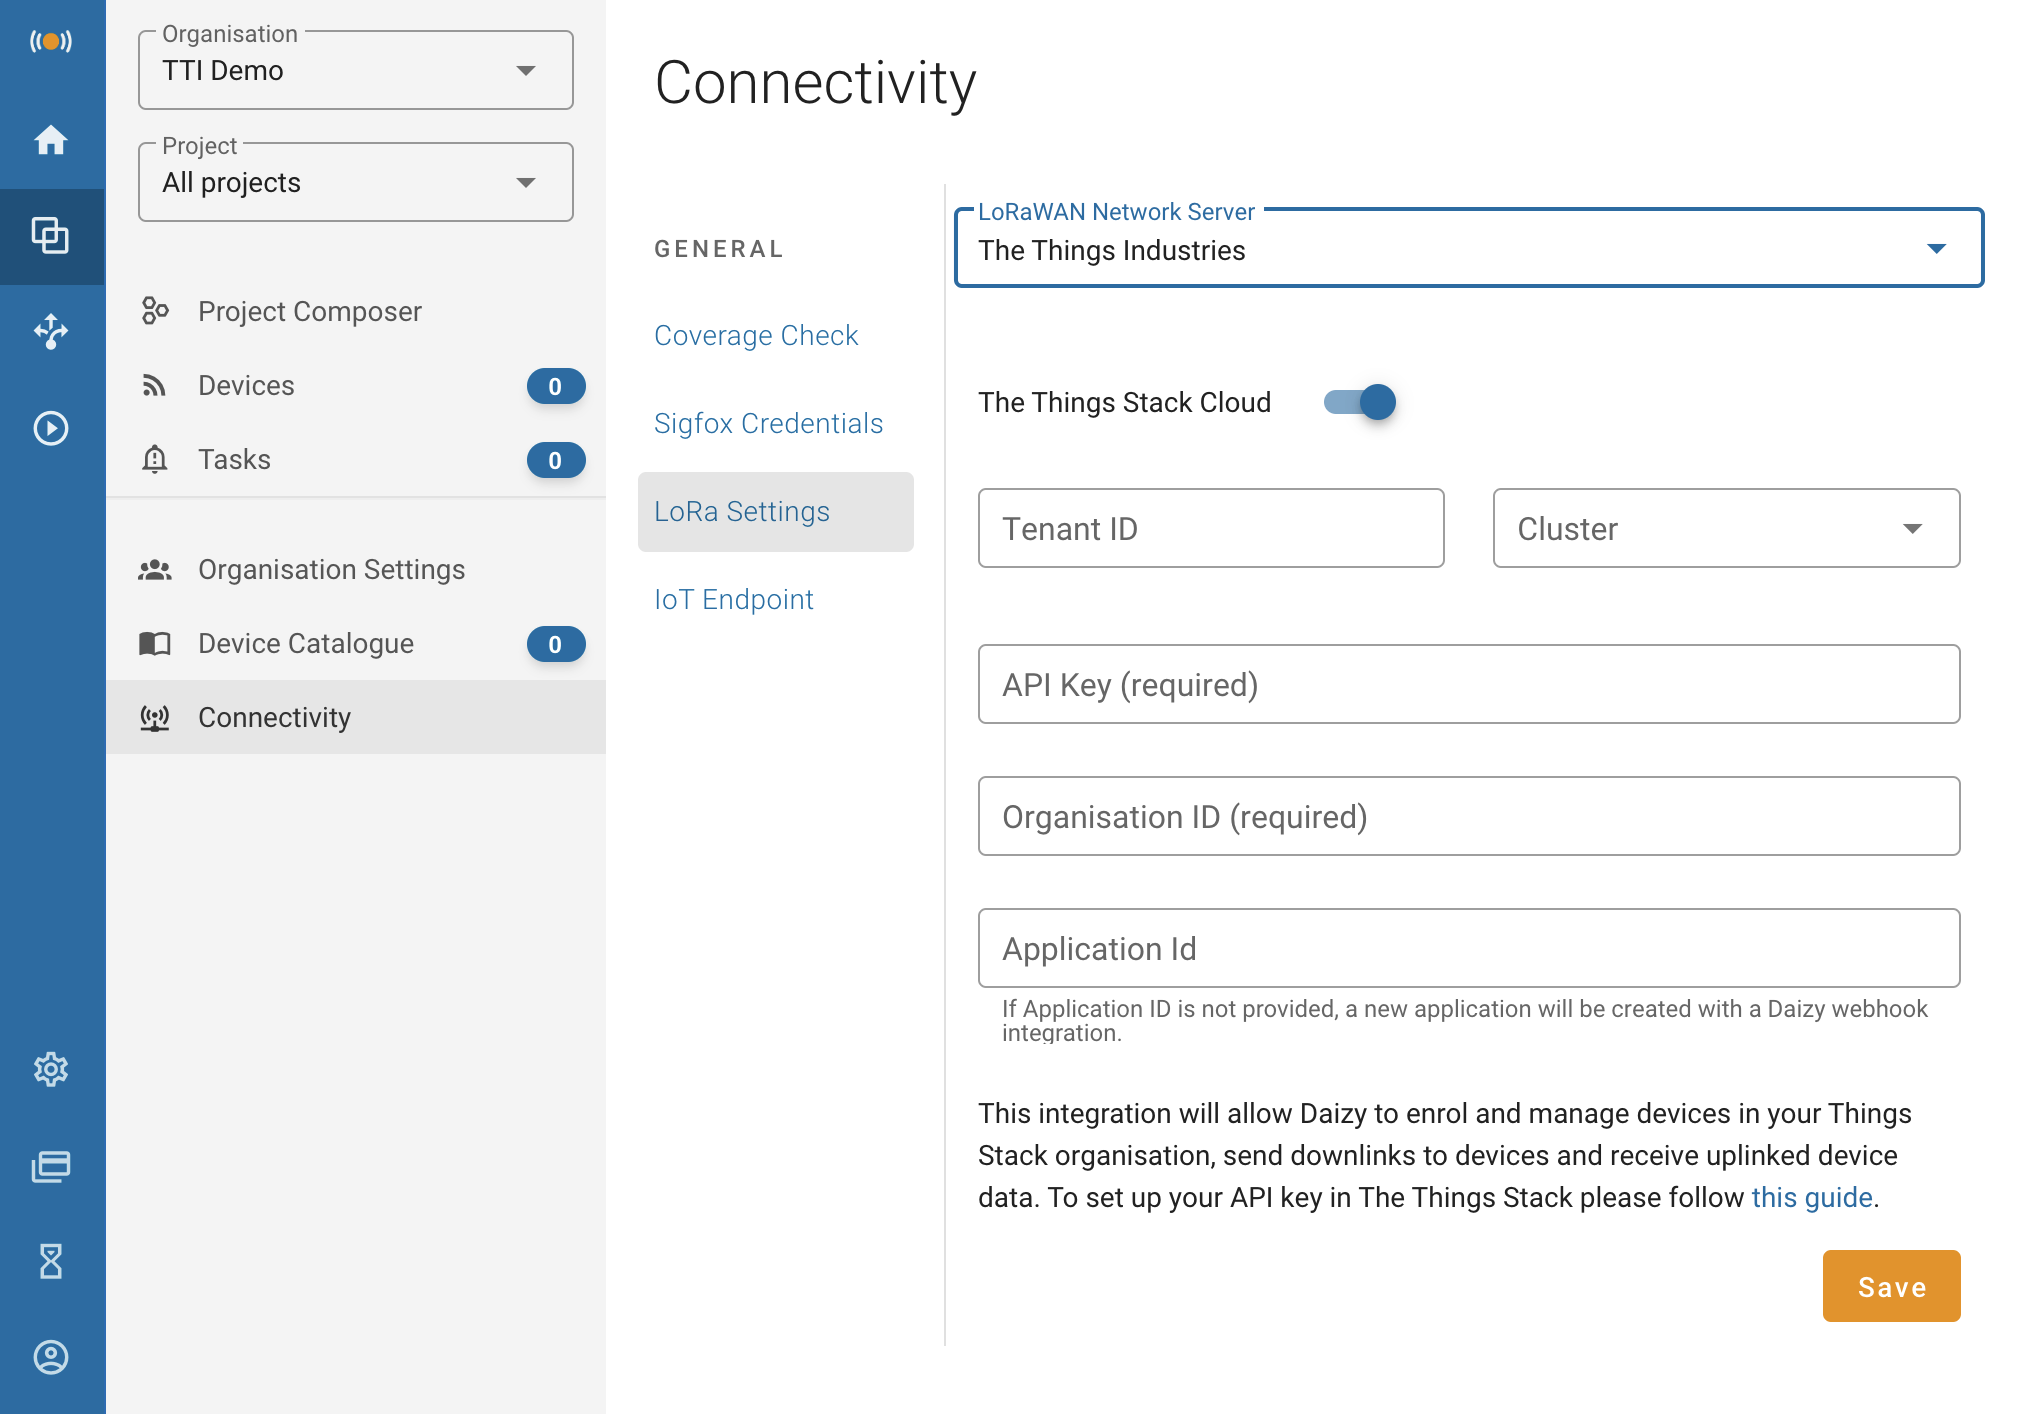 Organisation
TTI Demo
Project
All projects
Project Composer
Devices
0
Tasks
0
Organisation Settings
Device Catalogue
0
Connectivity
Connectivity
GENERAL
Coverage Check
Sigfox Credentials
LoRa Settings
IoT Endpoint
LoRaWAN Network Server
The Things Industries
The Things Stack Cloud
Tenant ID
Cluster
API Key (required)
Organisation ID (required)
Application Id
If Application ID is not provided, a new application will be created with a Daizy webhook
integration.
This integration will allow Daizy to enrol and manage devices in your Things
Stack organisation, send downlinks to devices and receive uplinked device
data. To set up your API key in The Things Stack please follow this guide.
Save